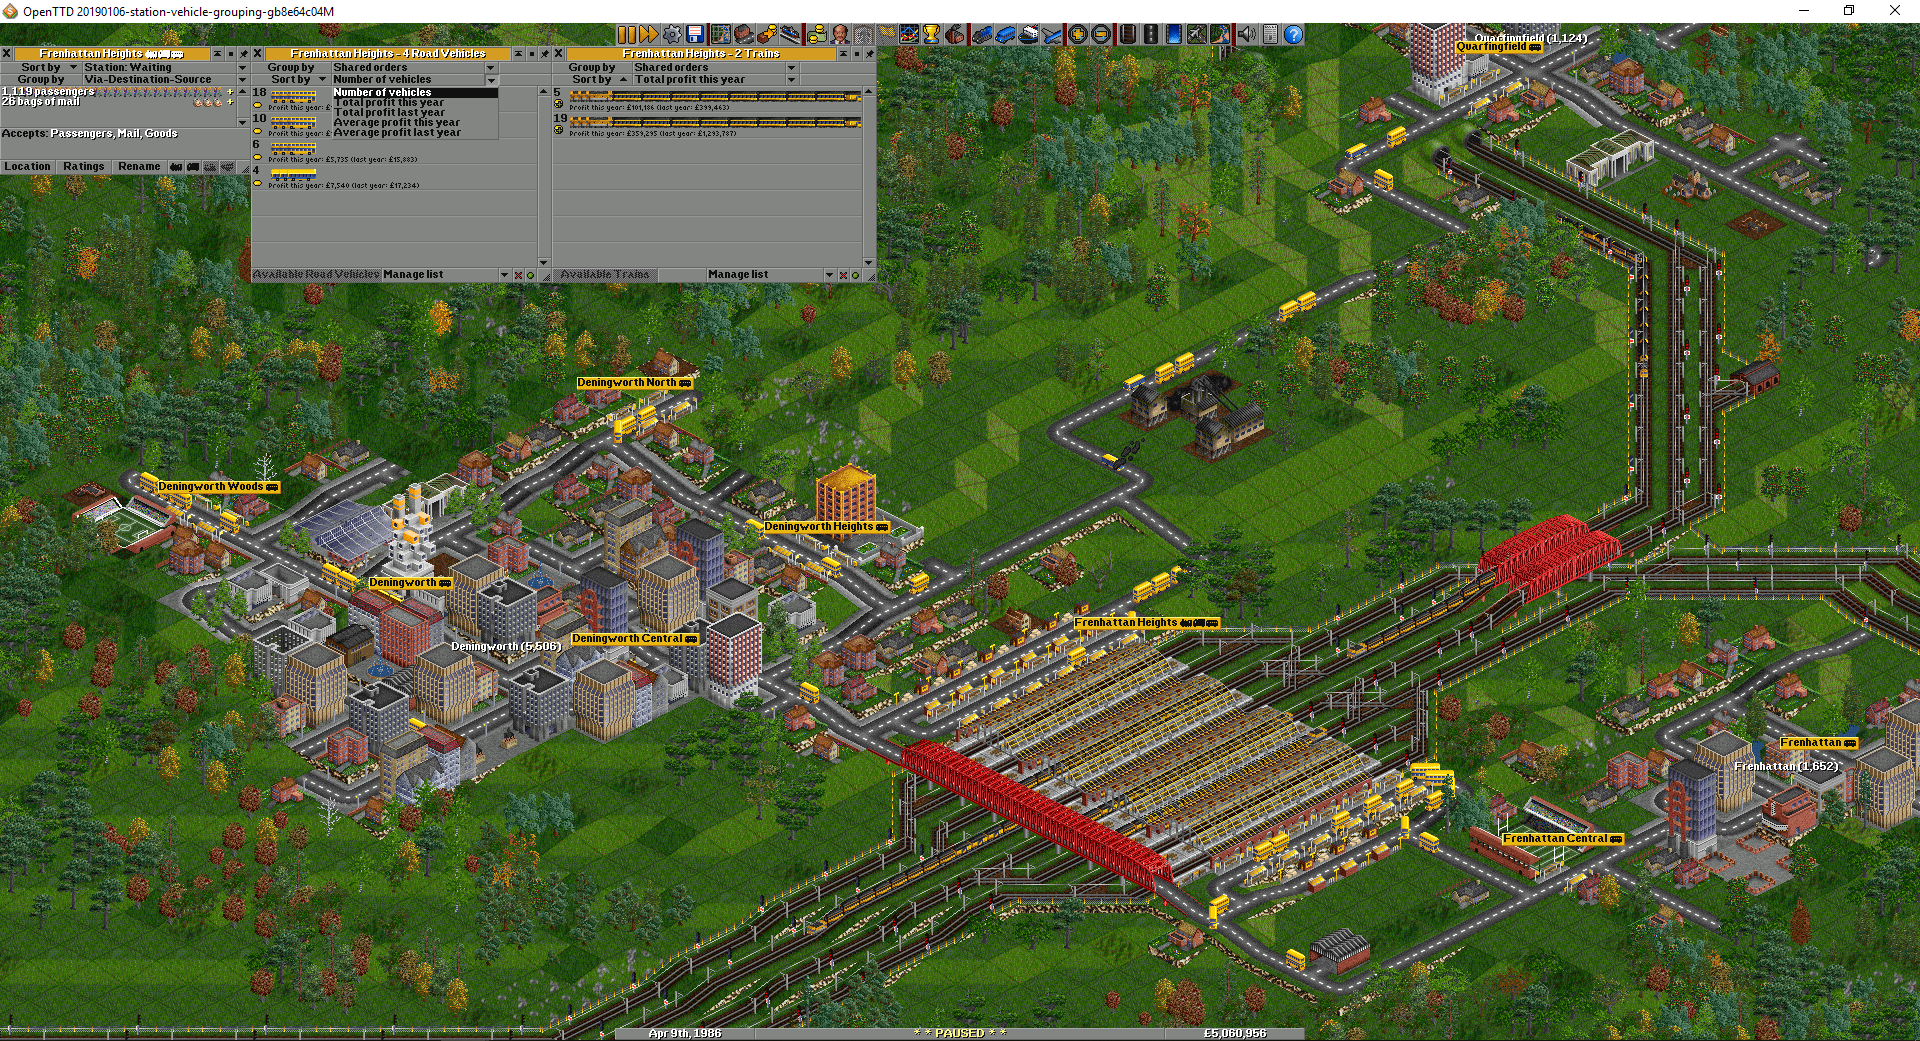 OpenTTD 20190106-station-vehicle-grouping-gb8e64c04M
Frenhattan Heights
Sort by Station: Waiting
Group by Via-Destination-Source
1,119 passengers +
26 bags of mail +
Accepts: Passengers, Mail, Goods
Location Ratings Rename
Frenhattan Heights - 4 Road Vehicles
Group by Shared orders
Sort by Number of vehicles
Number of vehicles
Total profit this year
Total profit last year
Average profit this year
Average profit last year
18
Profit this year: £
10
Profit this year: £
6
Profit this year: £5,735 (last year: £15,883)
4
Profit this year: £7,540 (last year: £17,234)
Available Road Vehicles Manage list
Frenhattan Heights - 2 Trains
Group by Shared orders
Sort by Total profit this year
5
Profit this year: £101,186 (last year: £399,463)
19
Profit this year: £359,295 (last year: £1,293,787)
Available Trains Manage list
Quarfingfield (1,124)
Quarfingfield
Deningworth North
Deningworth Woods
Deningworth Heights
Deningworth
Frenhattan Heights
Deningworth Central
Deningworth (5,506)
Frenhattan
Frenhattan (1,652)
Frenhattan Central
Apr 9th, 1986
* * PAUSED * *
£5,060,956